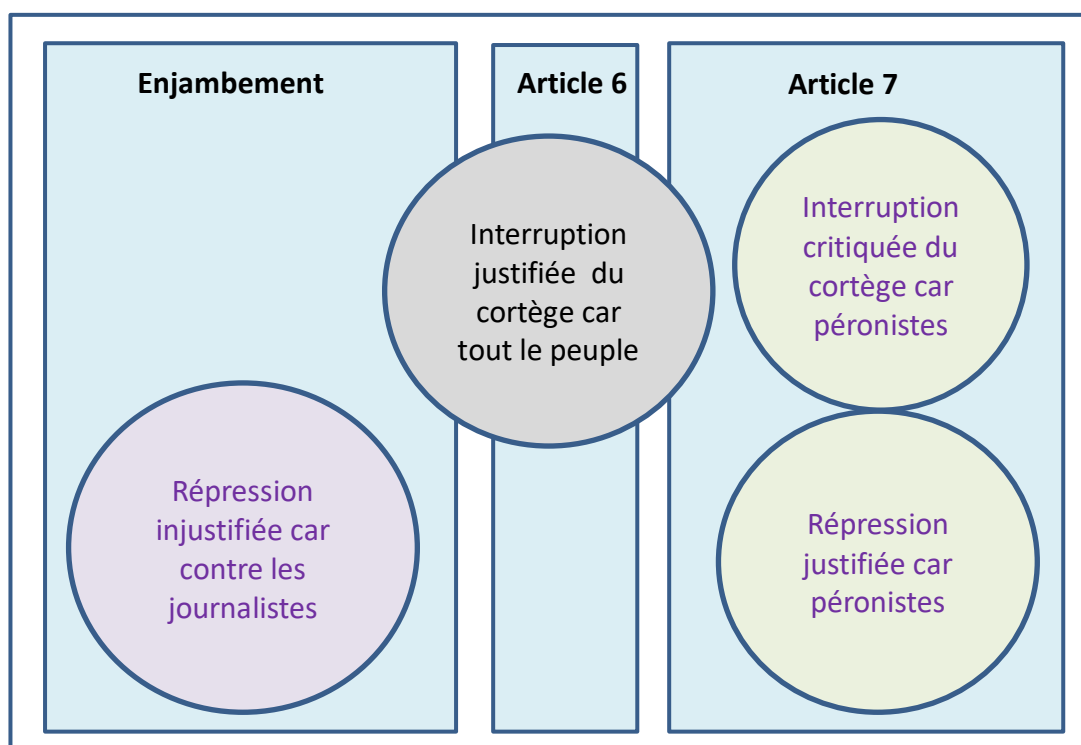 Enjambement
Article 6
Article 7
Interruption
justifiée du
cortège car
tout le peuple
Interruption
critiquée du
cortège car
péronistes
Répression
injustifiée car
contre les
journalistes
Répression
justifiée car
péronistes